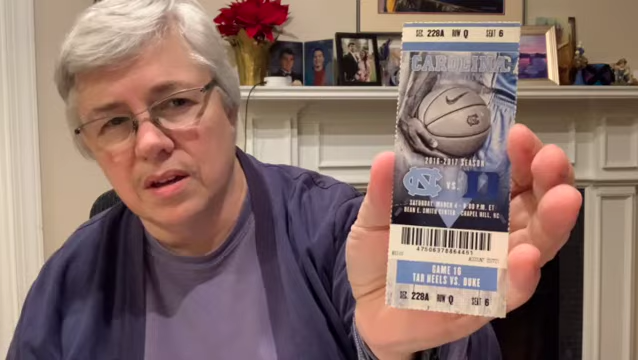 SEC. 228A ROW Q SEAT 6
CAROLINA
2016-2017 SEASON
NC VS. D
SATURDAY, MARCH 4 - 8:00 P.M. ET
DEAN E. SMITH CENTER - CHAPEL HILL, NC
GAME 16
TAR HEELS VS. DUKE
SEC. 228A ROW Q SEAT 6